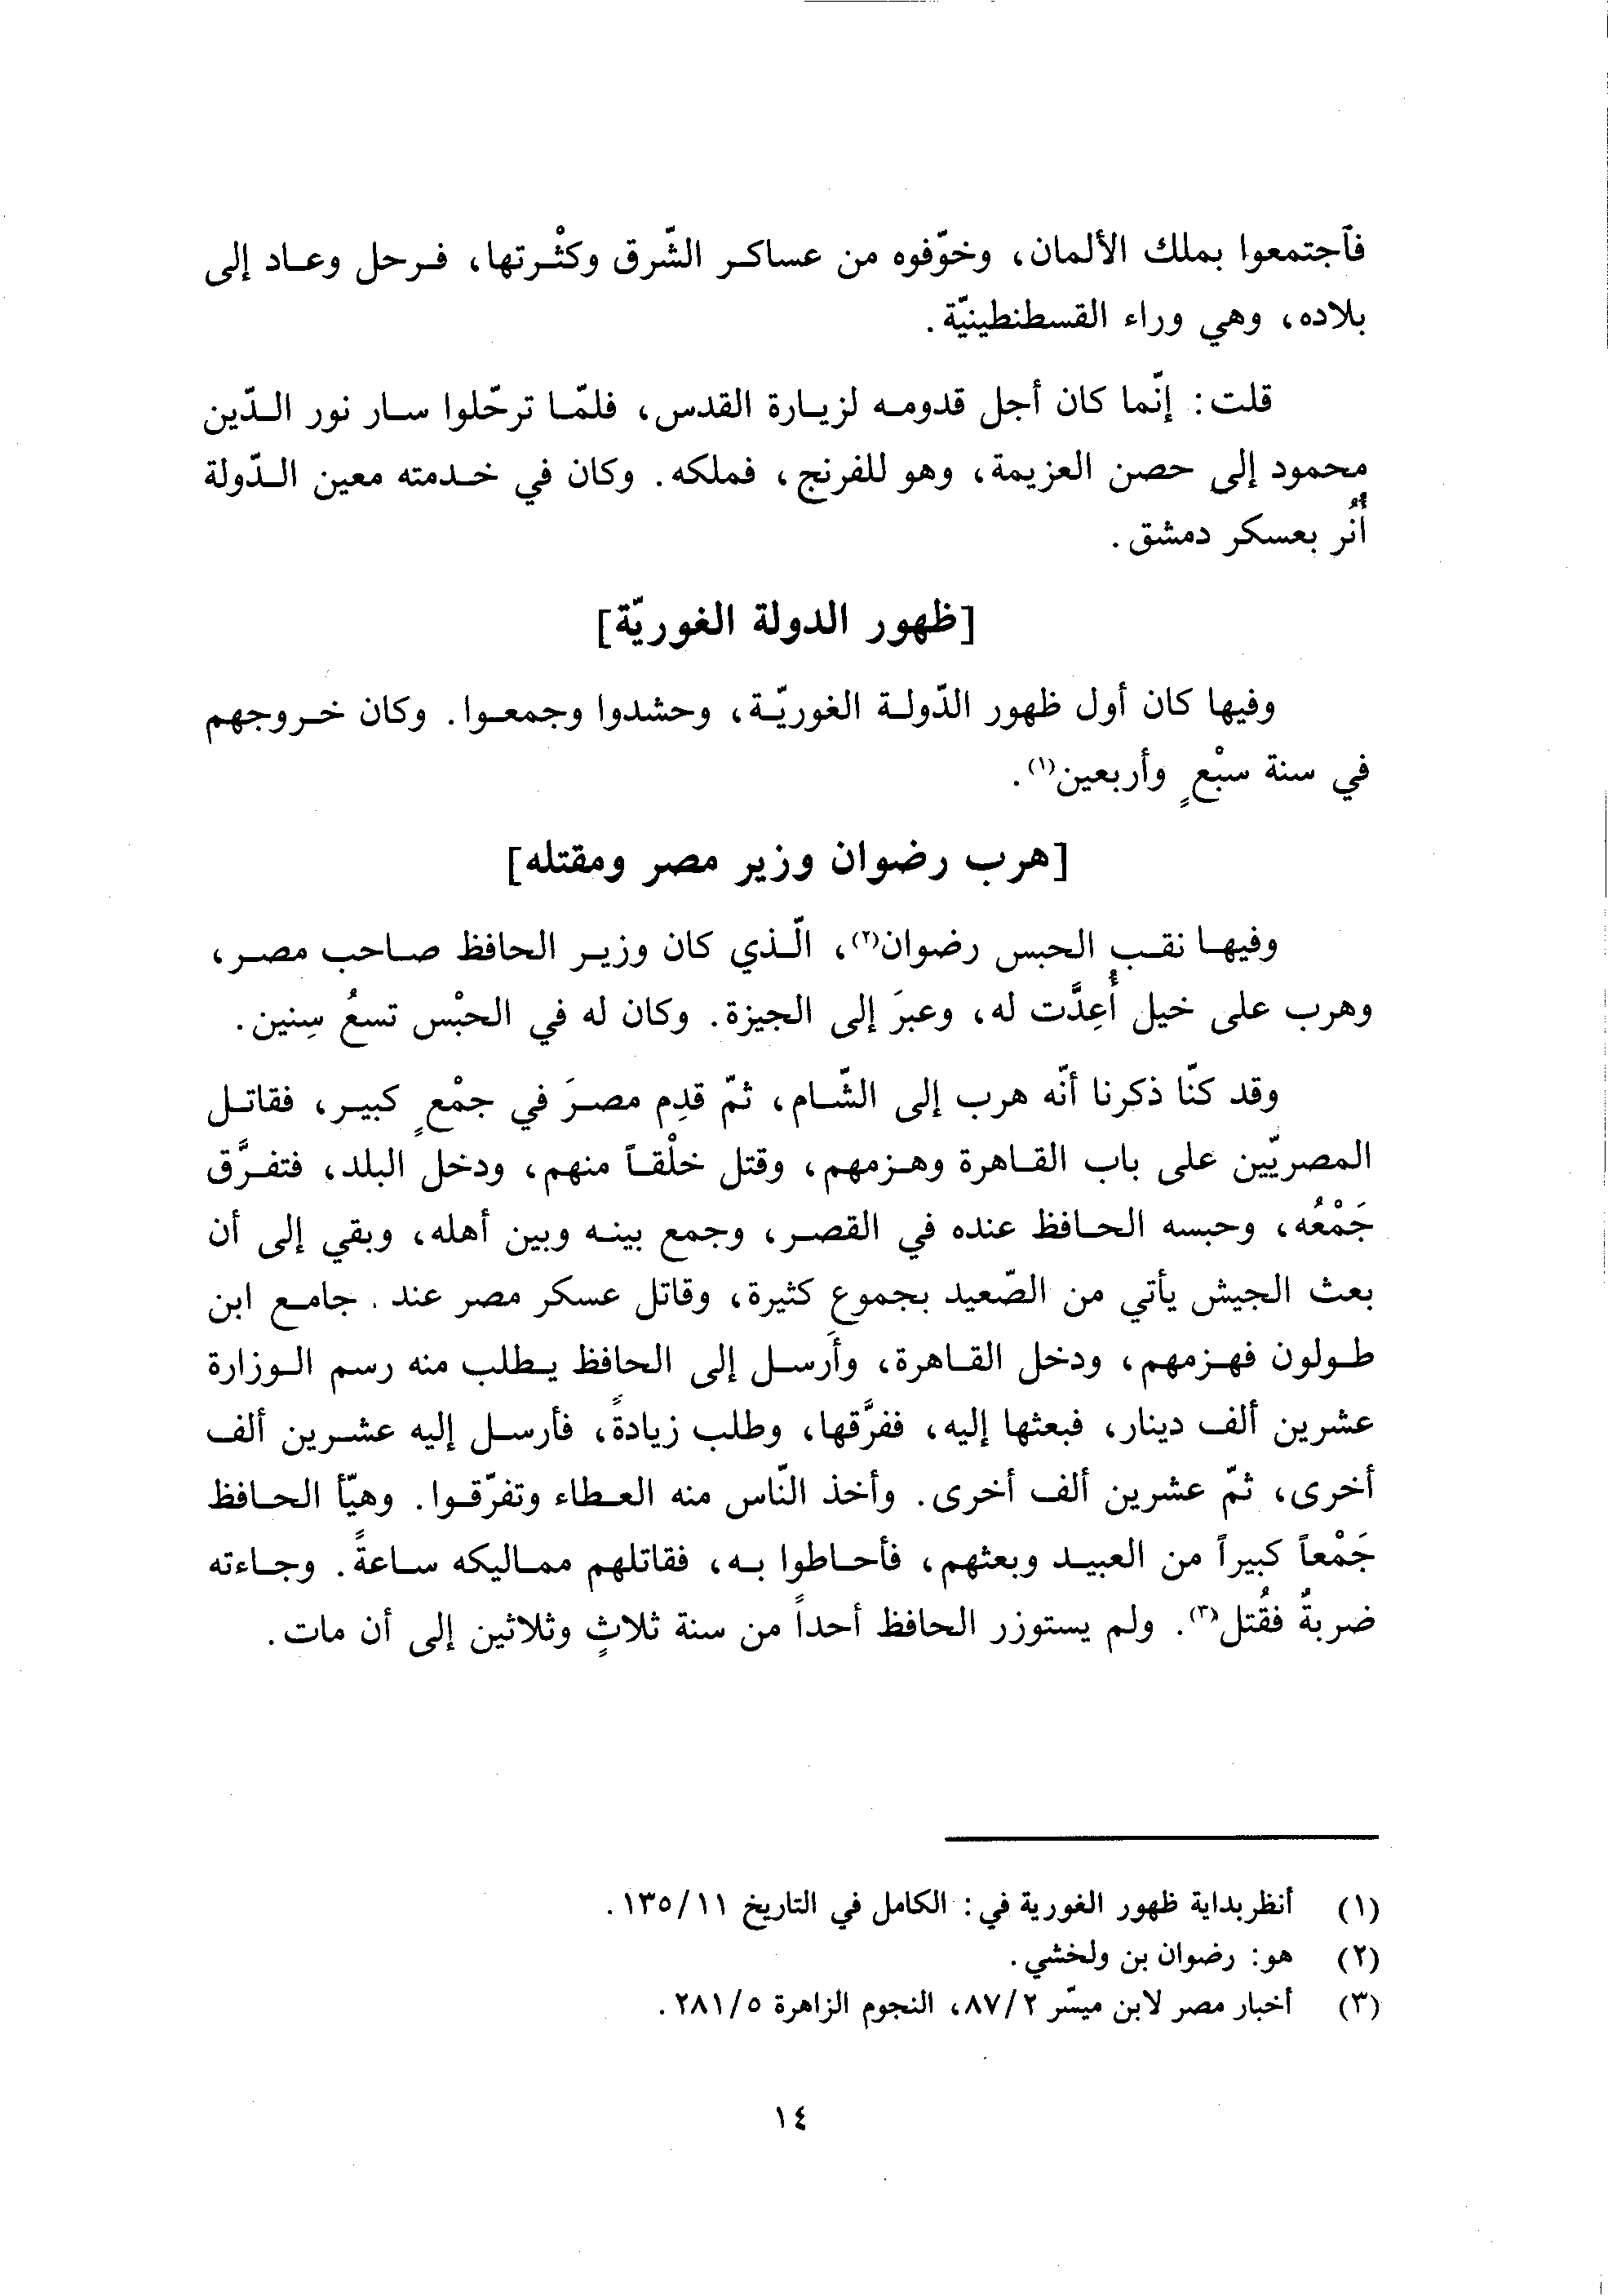 فٱجتمعوا بملك الألمان، وخوّفوه من عساكر الشّرق وكثْرتها، فرحل وعاد إلى
بلاده، وهي وراء القسطنطينيّة.
قلت: إنّما كان أجل قدومه لزيارة القدس، فلمّا ترحّلوا سار نور الدّين
محمود إلى حصن العزيمة، وهو للفرنج، فملكه. وكان في خدمته معين الدّولة
أُنُر بعسكر دمشق.
[ظهور الدولة الغوريّة]
وفيها كان أول ظهور الدّولة الغوريّة، وحشدوا وجمعوا. وكان خروجهم
في سنة سبْعٍ وأربعين(١).
[هرب رضوان وزير مصر ومقتله]
وفيها نقب الحبس رضوان(٢)، الّذي كان وزير الحافظ صاحب مصر،
وهرب على خيل أُعِدَّت له، وعبرَ إلى الجيزة. وكان له في الحبْس تسعُ سِنين.
وقد كنّا ذكرنا أنّه هرب إلى الشّام، ثمّ قدِم مصرَ في جمْعٍ كبير، فقاتل
المصريّين على باب القاهرة وهزمهم، وقتل خلْقاً منهم، ودخل البلد، فتفرَّق
جَمْعُه، وحبسه الحافظ عنده في القصر، وجمع بينه وبين أهله، وبقي إلى أن
بعث الجيش يأتي من الصّعيد بجموعٍ كثيرة، وقاتل عسكر مصر عند. جامع ابن
طولون فهزمهم، ودخل القاهرة، وأَرسل إلى الحافظ يطلب منه رسم الوزارة
عشرين ألف دينار، فبعثها إليه، ففرَّقها، وطلب زيادةً، فأرسل إليه عشرين ألف
أخرى، ثمّ عشرين ألف أخرى. وأخذ النّاس منه العطاء وتفرّقوا. وهيّأ الحافظ
جَمْعاً كبيراً من العبيد وبعثهم، فأحاطوا به، فقاتلهم مماليكه ساعةً. وجاءته
ضربةٌ فقُتل(٣). ولم يستوزر الحافظ أحداً من سنة ثلاثٍ وثلاثين إلى أن مات.
(١) أنظربداية ظهور الغورية في: الكامل في التاريخ ١٣٥/١١.
(٢) هو: رضوان بن ولخشي.
(٣) أخبار مصر لابن ميسّر ٨٧/٢، النجوم الزاهرة ٢٨١/٥.
١٤